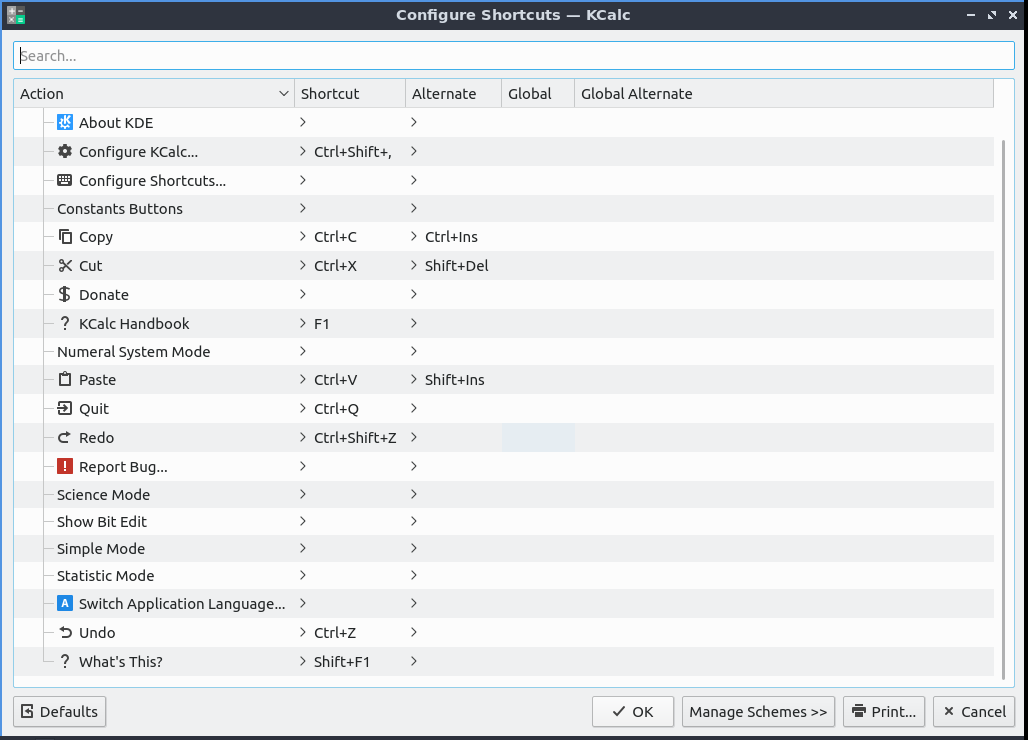 Configure Shortcuts — KCalc
Search...
Action Shortcut Alternate Global Global Alternate
About KDE
Configure KCalc... Ctrl+Shift+,
Configure Shortcuts...
Constants Buttons
Copy Ctrl+C Ctrl+Ins
Cut Ctrl+X Shift+Del
Donate
KCalc Handbook F1
Numeral System Mode
Paste Ctrl+V Shift+Ins
Quit Ctrl+Q
Redo Ctrl+Shift+Z
Report Bug...
Science Mode
Show Bit Edit
Simple Mode
Statistic Mode
Switch Application Language...
Undo Ctrl+Z
What's This? Shift+F1
Defaults OK Manage Schemes >> Print... Cancel